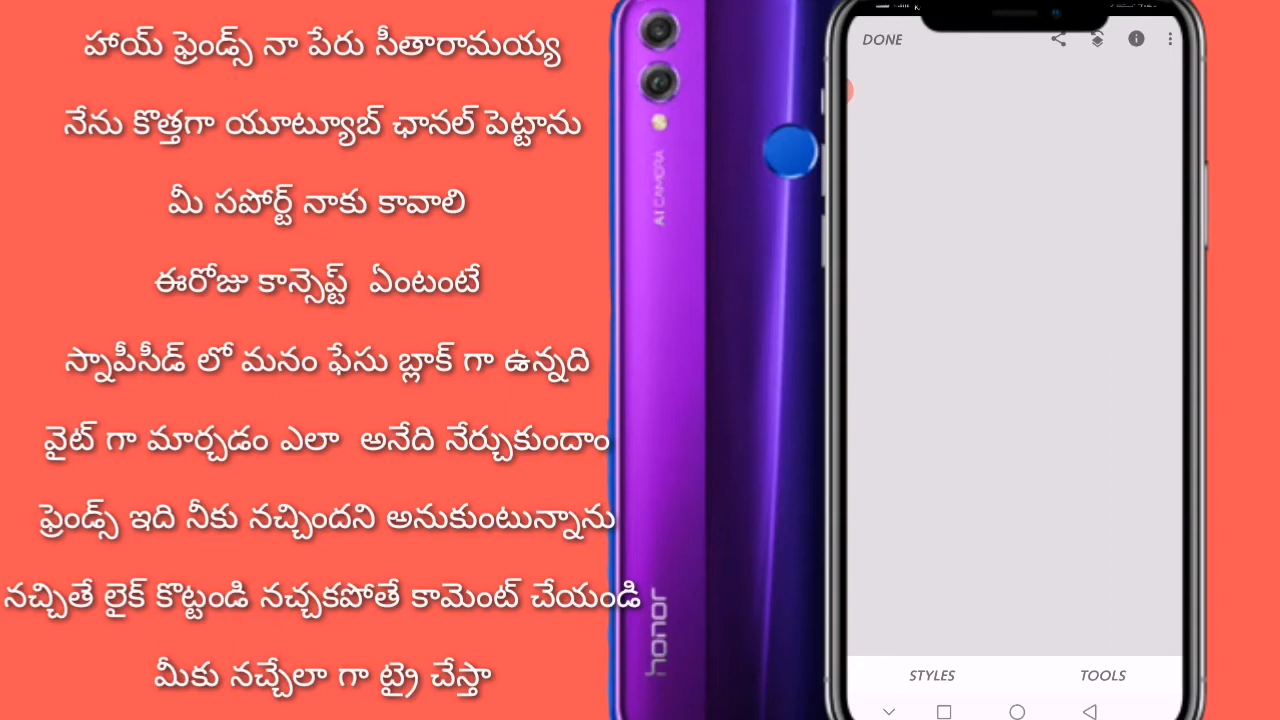 హాయ్ ఫ్రెండ్స్ నా పేరు సీతారామయ్య
నేను కొత్తగా యూట్యూబ్ ఛానల్ పెట్టాను
మీ సపోర్ట్ నాకు కావాలి
ఈరోజు కాన్సెప్ట్ ఏంటంటే
స్నాపీసీడ్ లో మనం ఫేసు బ్లాక్ గా ఉన్నది
వైట్ గా మార్చడం ఎలా అనేది నేర్చుకుందాం
ఫ్రెండ్స్ ఇది నీకు నచ్చిందని అనుకుంటున్నాను
నచ్చితే లైక్ కొట్టండి నచ్చకపోతే కామెంట్ చేయండి
మీకు నచ్చేలా గా ట్రై చేస్తా
AI CAMERA
honor
DONE
STYLES TOOLS